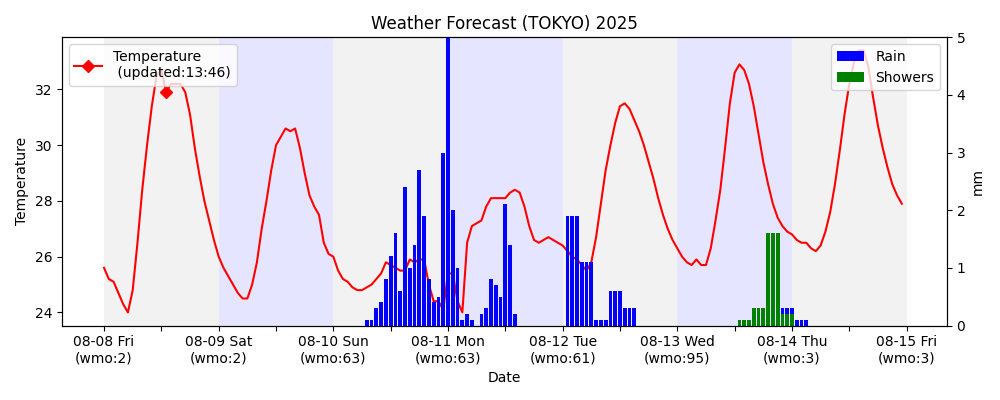 Weather Forecast (TOKYO) 2025
Temperature
(updated:13:46)
Rain
Showers
Temperature
32
30
28
26
24
5
4
3
2
1
0
mm
08-08 Fri
(wmo:2)
08-09 Sat
(wmo:2)
08-10 Sun
(wmo:63)
08-11 Mon
(wmo:63)
08-12 Tue
(wmo:61)
08-13 Wed
(wmo:95)
08-14 Thu
(wmo:3)
08-15 Fri
(wmo:3)
Date